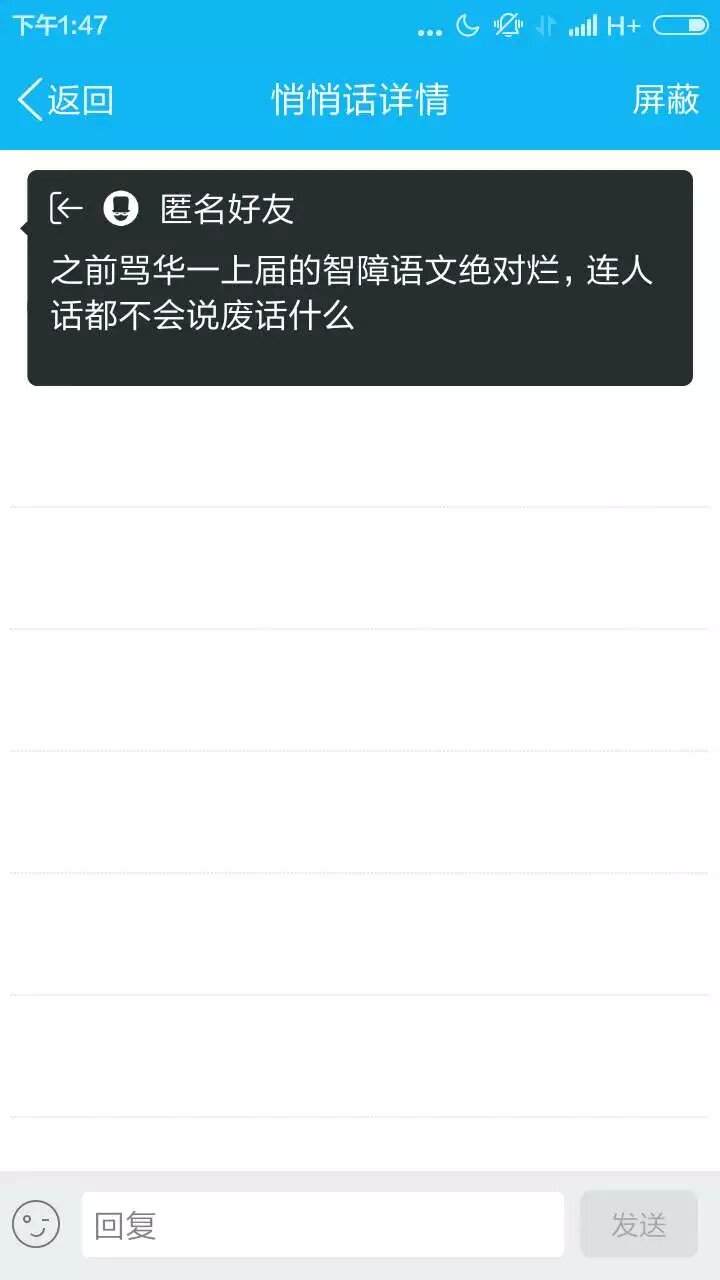 下午1:47
... H+
返回 悄悄话详情 屏蔽
匿名好友
之前骂华一上届的智障语文绝对烂，连人
话都不会说废话什么
回复 发送